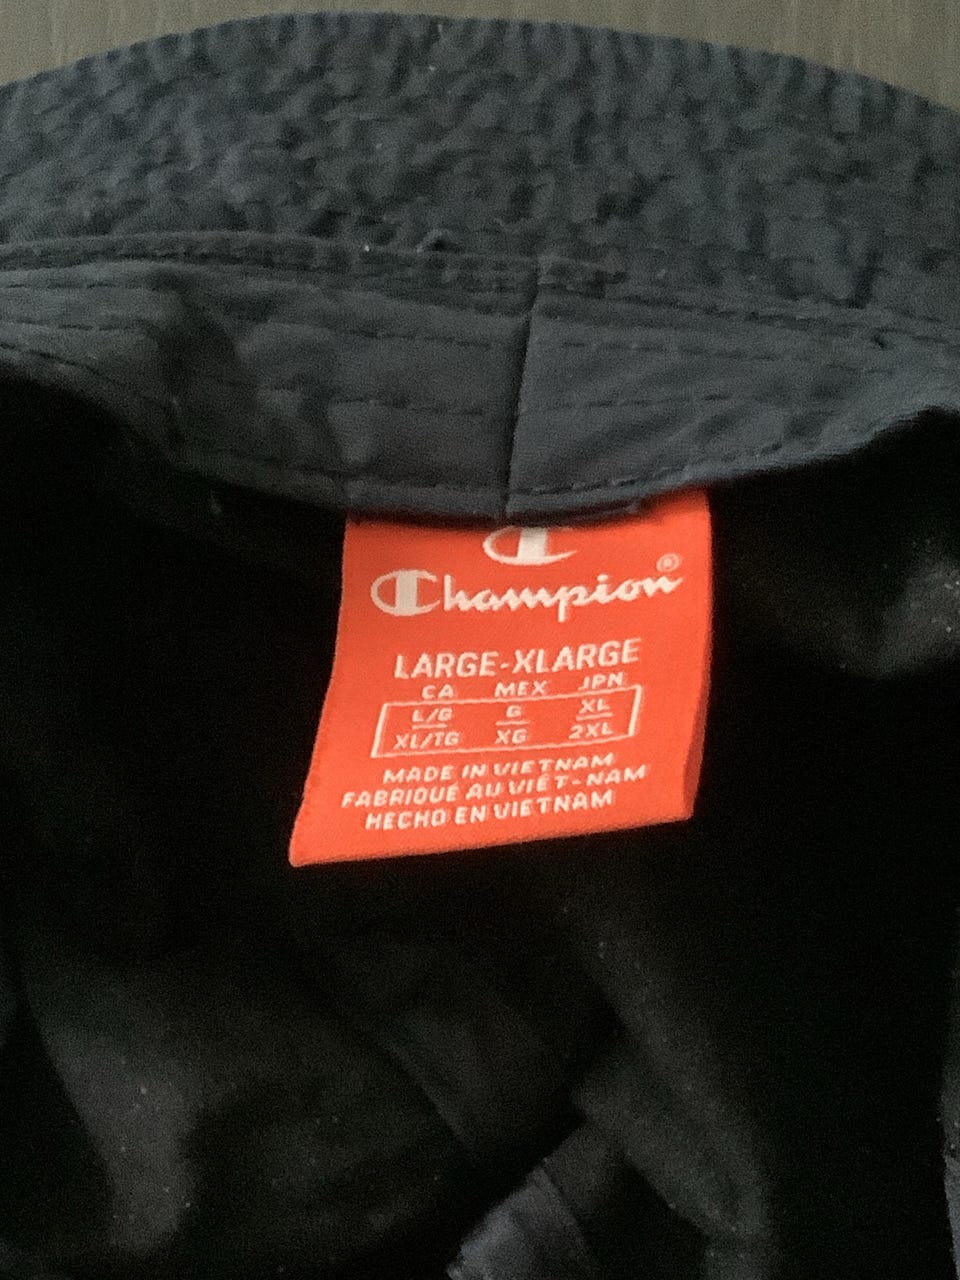 Champion®
LARGE-XLARGE
CA MEX JPN
L/G G XL
XL/TG XG 2XL
MADE IN VIETNAM
FABRIQUÉ AU VIÊT-NAM
HECHO EN VIETNAM